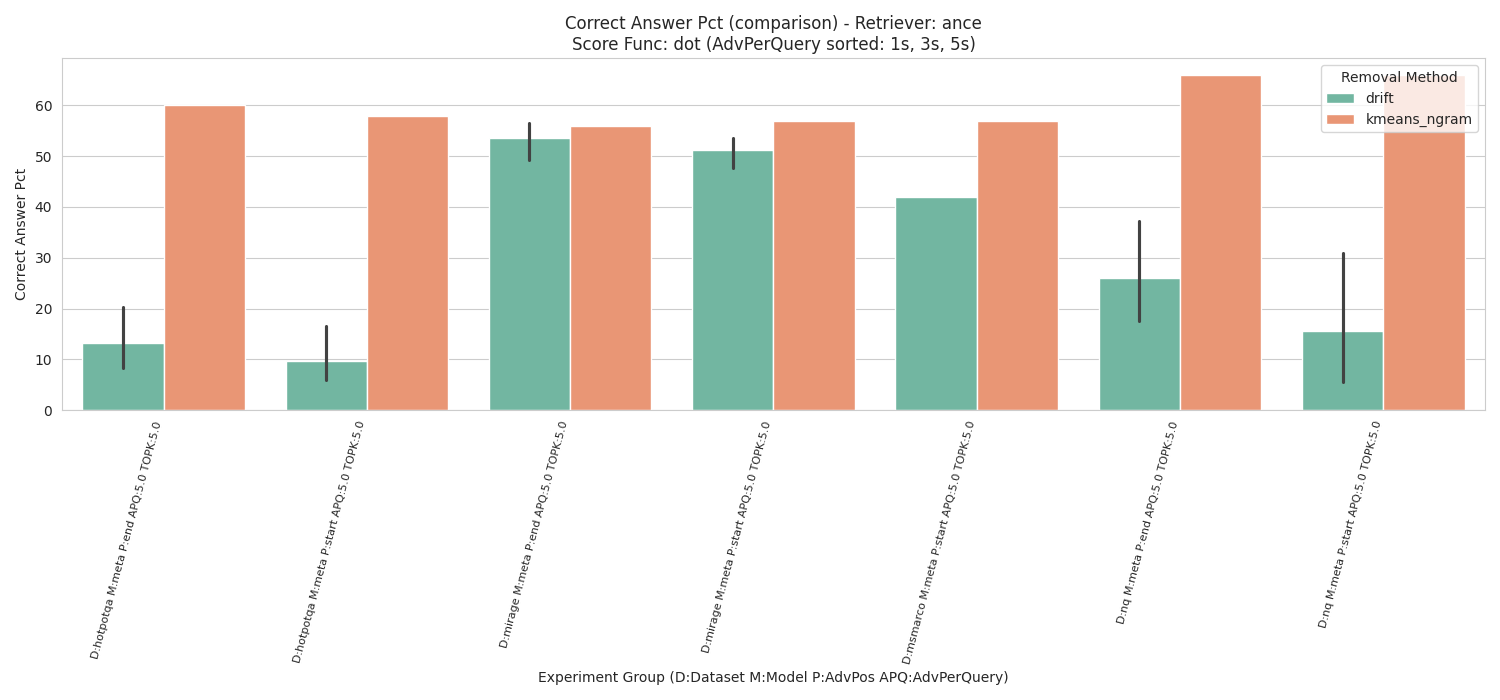 Correct Answer Pct (comparison) - Retriever: ance
Score Func: dot (AdvPerQuery sorted: 1s, 3s, 5s)
Removal Method
drift
kmeans_ngram
Correct Answer Pct
60
50
40
30
20
10
0
D:hotpotqa M:meta P:end APQ:5.0 TOPK:5.0
D:hotpotqa M:meta P:start APQ:5.0 TOPK:5.0
D:mirage M:meta P:end APQ:5.0 TOPK:5.0
D:mirage M:meta P:start APQ:5.0 TOPK:5.0
D:msmarco M:meta P:start APQ:5.0 TOPK:5.0
D:nq M:meta P:end APQ:5.0 TOPK:5.0
D:nq M:meta P:start APQ:5.0 TOPK:5.0
Experiment Group (D:Dataset M:Model P:AdvPos APQ:AdvPerQuery)